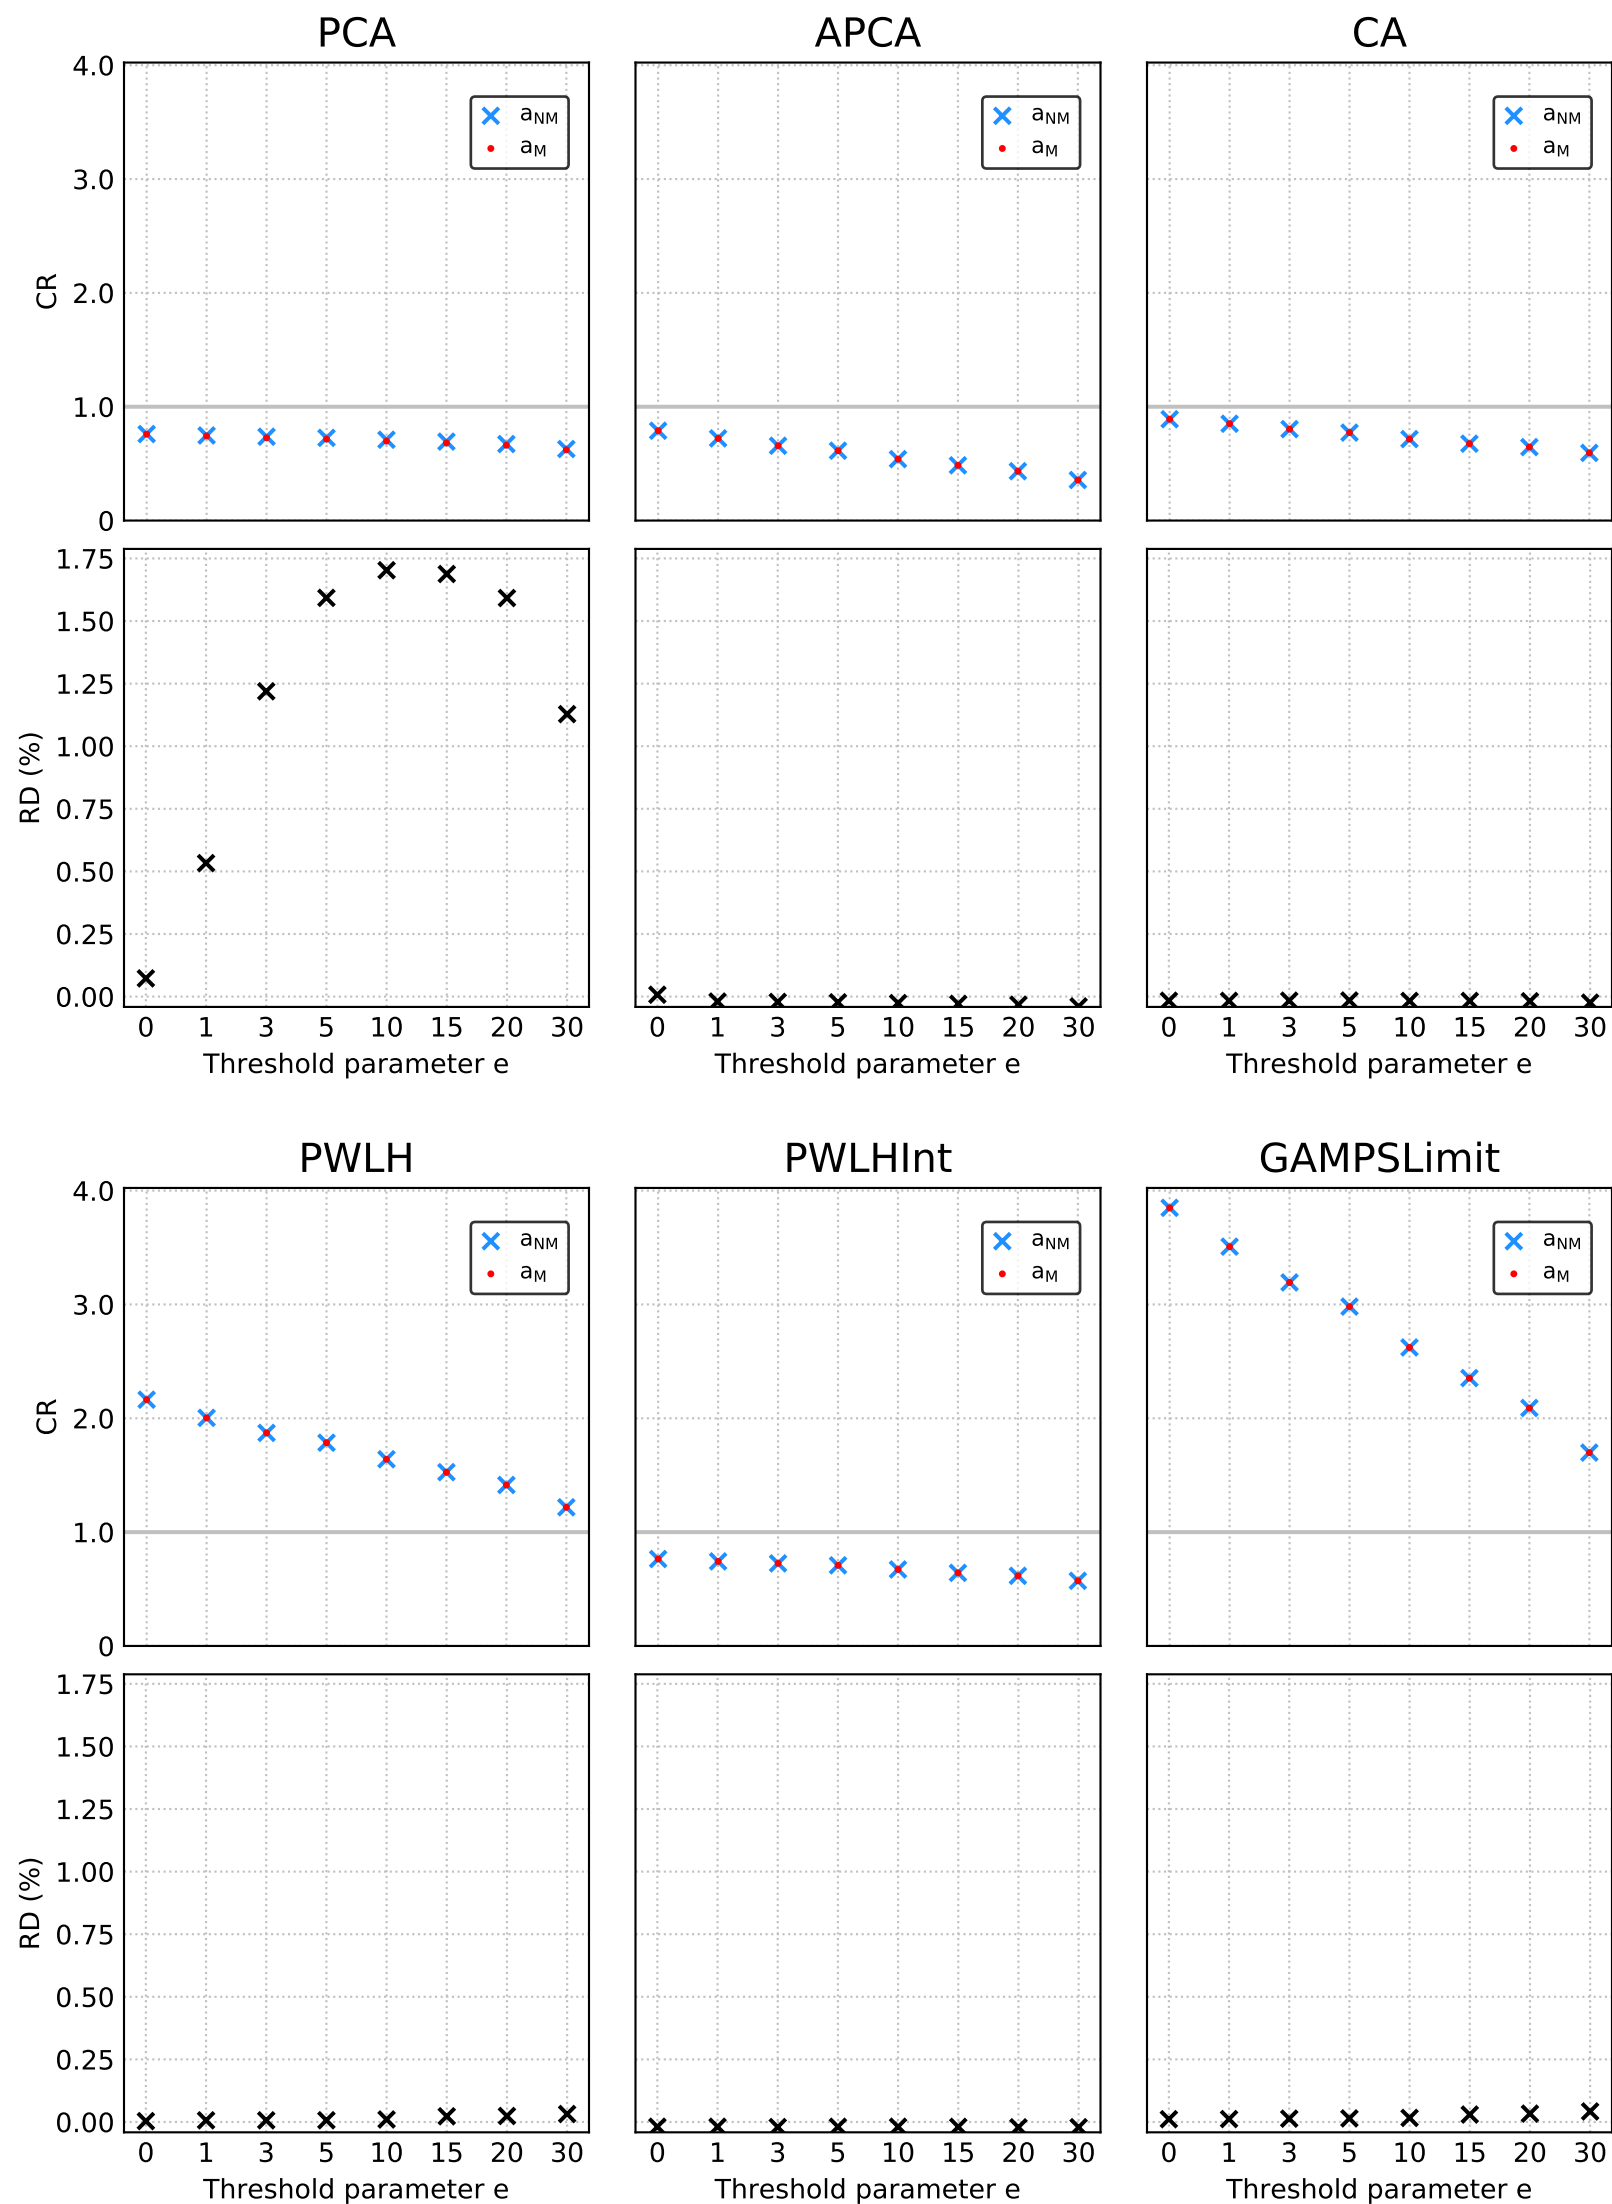 PCA APCA CA
4.0
3.0
CR 2.0
1.0
0
aNM
aM
aNM
aM
aNM
aM
1.75
1.50
1.25
1.00
RD (%)
0.75
0.50
0.25
0.00
0 1 3 5 10 15 20 30 0 1 3 5 10 15 20 30 0 1 3 5 10 15 20 30
Threshold parameter e Threshold parameter e Threshold parameter e
PWLH PWLHInt GAMPSLimit
4.0
3.0
CR 2.0
1.0
0
aNM
aM
aNM
aM
aNM
aM
1.75
1.50
1.25
1.00
RD (%)
0.75
0.50
0.25
0.00
0 1 3 5 10 15 20 30 0 1 3 5 10 15 20 30 0 1 3 5 10 15 20 30
Threshold parameter e Threshold parameter e Threshold parameter e